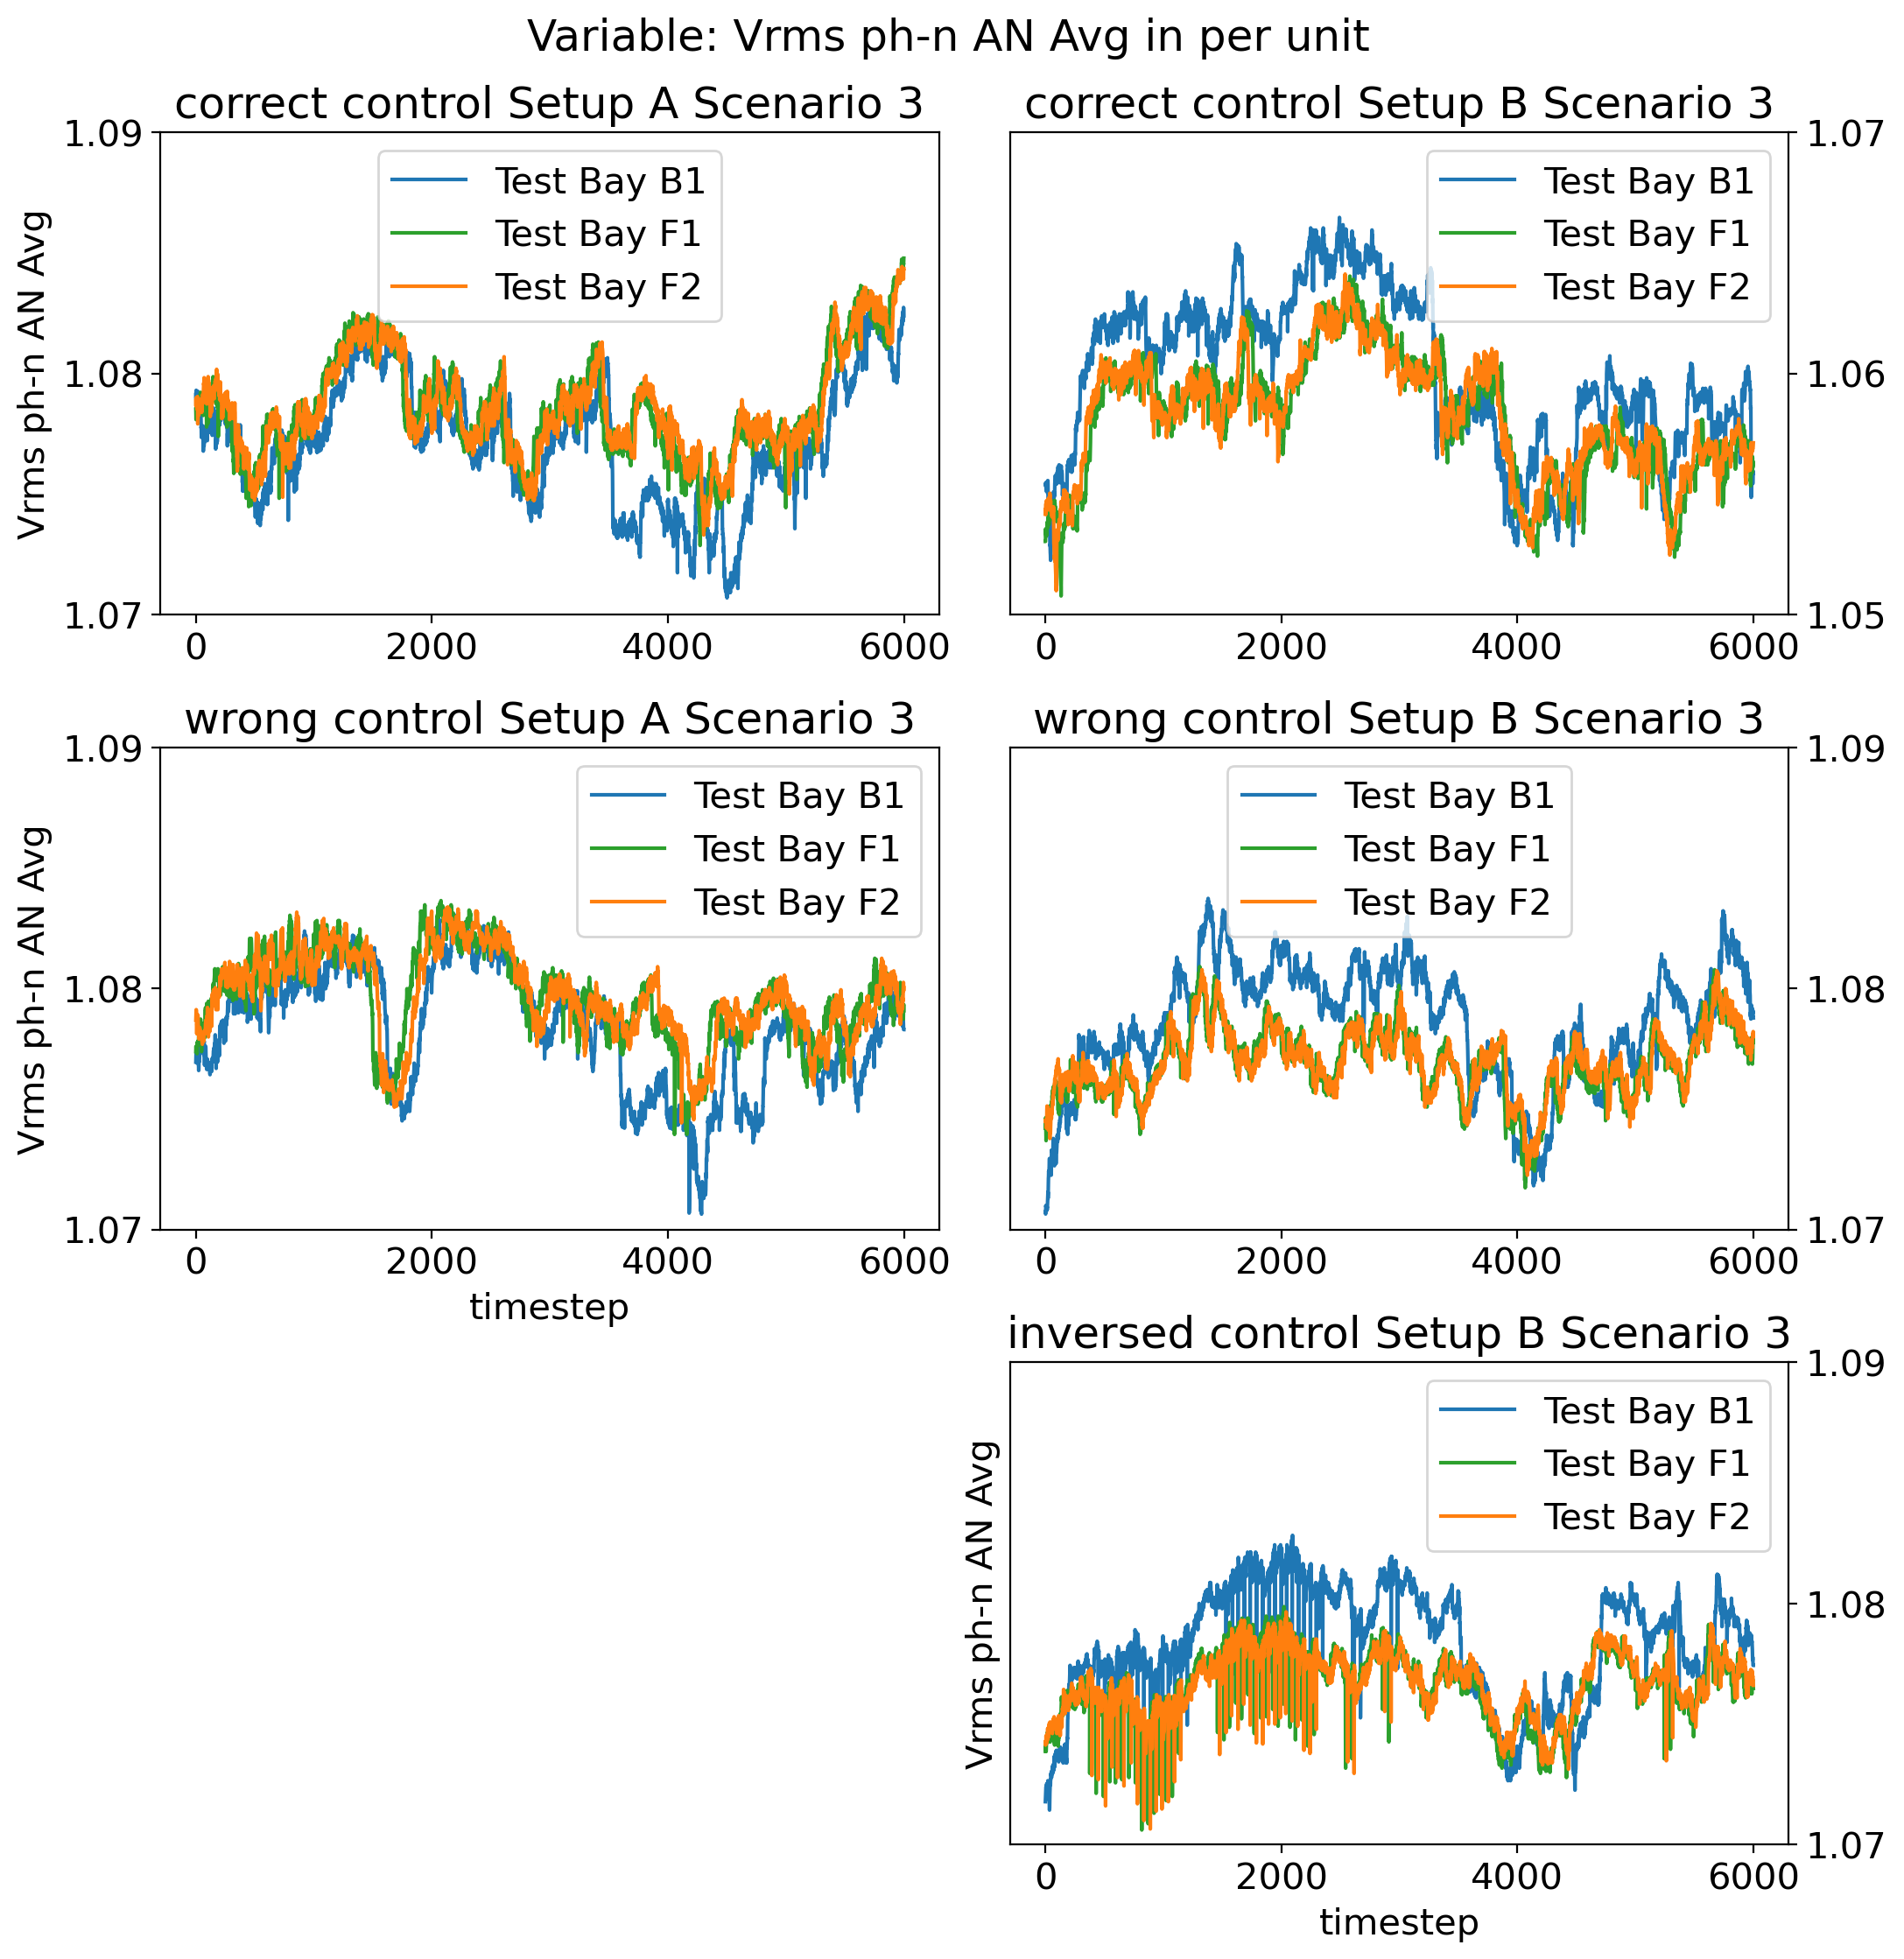 Variable: Vrms ph-n AN Avg in per unit
correct control Setup A Scenario 3
1.09
1.08
1.07
Vrms ph-n AN Avg
Test Bay B1
Test Bay F1
Test Bay F2
0 2000 4000 6000
correct control Setup B Scenario 3
Test Bay B1
Test Bay F1
Test Bay F2
1.07
1.06
1.05
0 2000 4000 6000
wrong control Setup A Scenario 3
1.09
1.08
1.07
Vrms ph-n AN Avg
Test Bay B1
Test Bay F1
Test Bay F2
0 2000 4000 6000
timestep
wrong control Setup B Scenario 3
Test Bay B1
Test Bay F1
Test Bay F2
1.09
1.08
1.07
0 2000 4000 6000
inversed control Setup B Scenario 3
Vrms ph-n AN Avg
Test Bay B1
Test Bay F1
Test Bay F2
1.09
1.08
1.07
0 2000 4000 6000
timestep